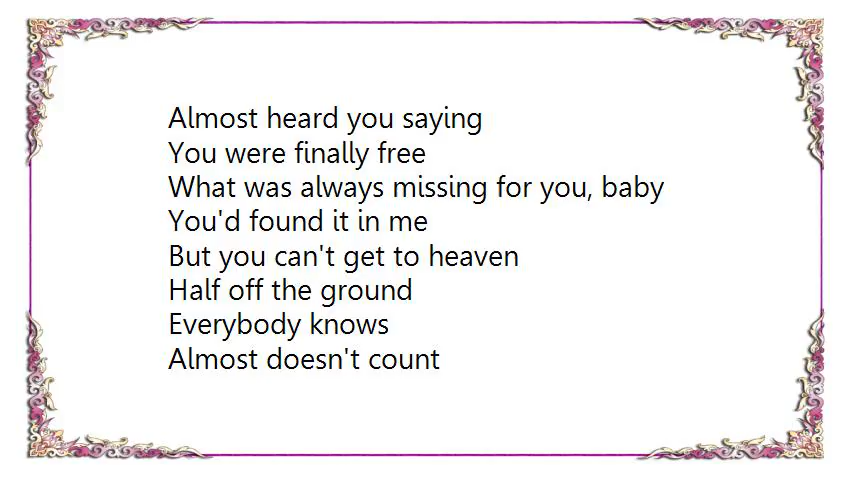 Almost heard you saying
You were finally free
What was always missing for you, baby
You'd found it in me
But you can't get to heaven
Half off the ground
Everybody knows
Almost doesn't count